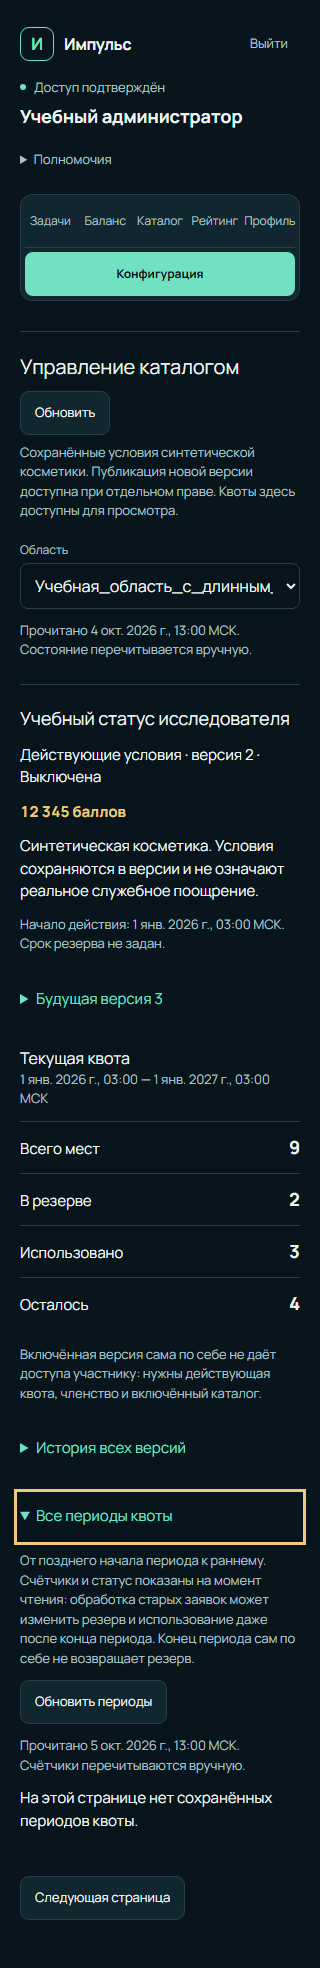 И Импульс Выйти
Доступ подтверждён
Учебный администратор
Полномочия
Задачи Баланс Каталог Рейтинг Профиль
Конфигурация
Управление каталогом
Обновить
Сохранённые условия синтетической
косметики. Публикация новой версии
доступна при отдельном праве. Квоты здесь
доступны для просмотра.
Область
Учебная_область_с_длинным_
Прочитано 4 окт. 2026 г., 13:00 МСК.
Состояние перечитывается вручную.
Учебный статус исследователя
Действующие условия · версия 2 ·
Выключена
12 345 баллов
Синтетическая косметика. Условия
сохраняются в версии и не означают
реальное служебное поощрение.
Начало действия: 1 янв. 2026 г., 03:00 МСК.
Срок резерва не задан.
Будущая версия 3
Текущая квота
1 янв. 2026 г., 03:00 — 1 янв. 2027 г., 03:00
МСК
Всего мест 9
В резерве 2
Использовано 3
Осталось 4
Включённая версия сама по себе не даёт
доступа участнику: нужны действующая
квота, членство и включённый каталог.
История всех версий
Все периоды квоты
От позднего начала периода к раннему.
Счётчики и статус показаны на момент
чтения: обработка старых заявок может
изменить резерв и использование даже
после конца периода. Конец периода сам по
себе не возвращает резерв.
Обновить периоды
Прочитано 5 окт. 2026 г., 13:00 МСК.
Счётчики перечитываются вручную.
На этой странице нет сохранённых
периодов квоты.
Следующая страница